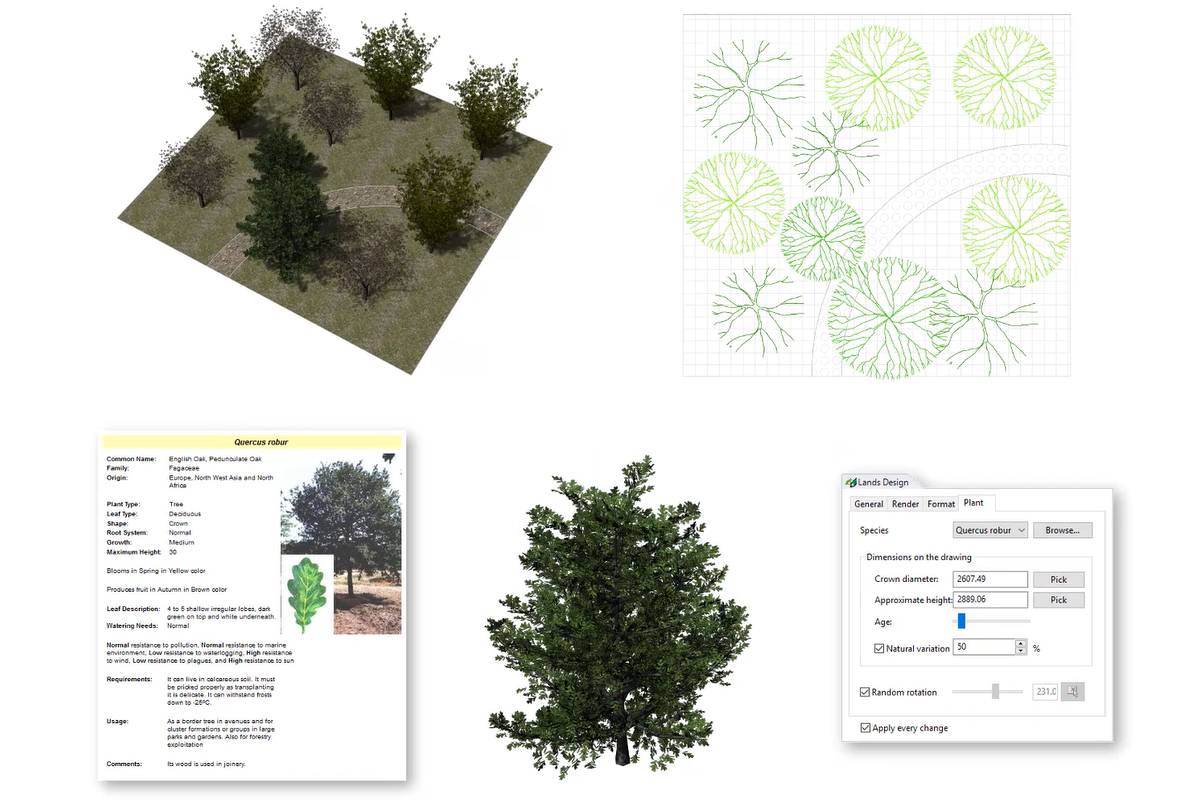 Quercus robur
Common Name: English Oak, Pedunculate Oak
Family: Fagaceae
Origin: Europe, North West Asia and North
Africa
Plant Type: Tree
Leaf Type: Deciduous
Shape: Crown
Root System: Normal
Growth: Medium
Maximum Height: 30
Blooms in Spring in Yellow color
Produces fruit in Autumn in Brown color
Leaf Description: 4 to 5 shallow irregular lobes, dark
green on top and white underneath.
Watering Needs: Normal
Normal resistance to pollution, Normal resistance to marine
environment, Low resistance to waterlogging, High resistance
to wind, Low resistance to plagues, and High resistance to sun
Requirements: It can live in calcareous soil. It must
be pricked properly as transplanting
it is delicate. It can withstand frosts
down to -25ºC.
Usage: As a border tree in avenues and for
cluster formations or groups in large
parks and gardens. Also for forestry
exploitation
Comments: Its wood is used in joinery.
Lands Design
General Render Format Plant
Species Quercus robur Browse...
Dimensions on the drawing
Crown diameter: 2607.49 Pick
Approximate height: 2889.06 Pick
Age:
Natural variation 50 %
Random rotation 231.0
Apply every change